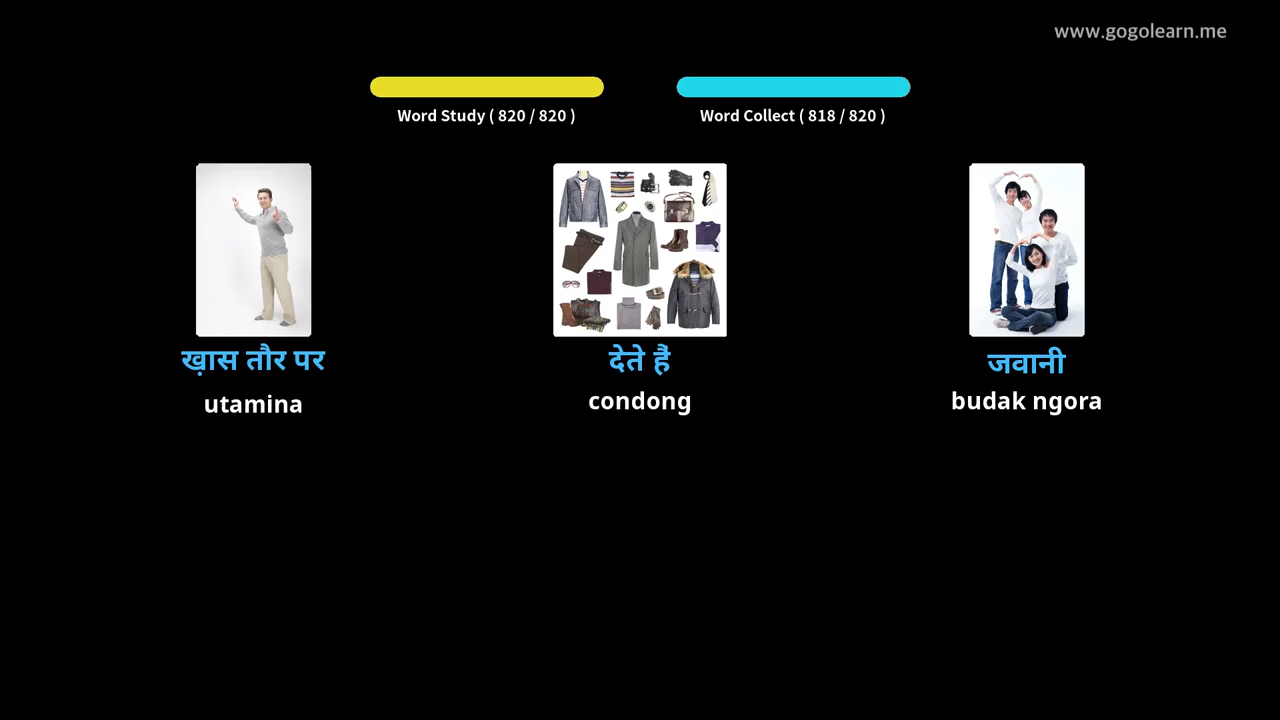 www.gogolearn.me
Word Study ( 820 / 820 )
Word Collect ( 818 / 820 )
ख़ास तौर पर
देते हैं
जवानी
utamina
condong
budak ngora